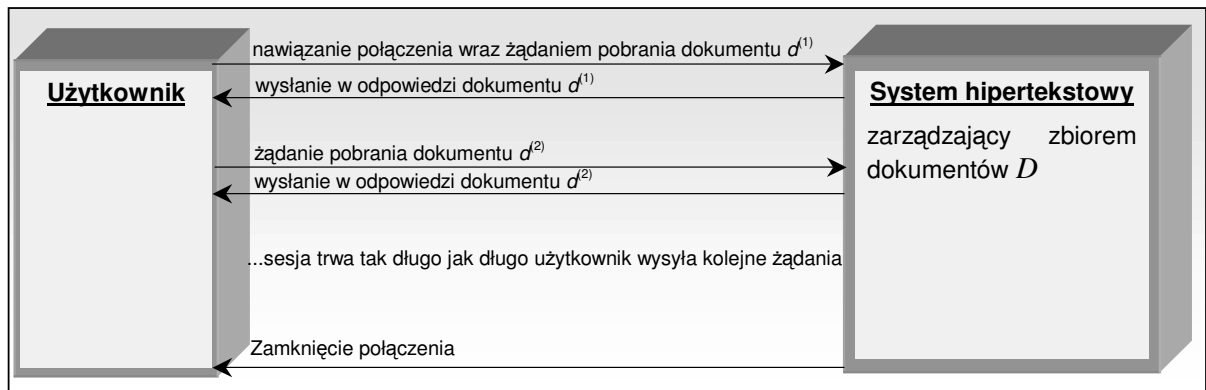 nawiązanie połączenia wraz żądaniem pobrania dokumentu d(1)
wysłanie w odpowiedzi dokumentu d(1)
Użytkownik
System hipertekstowy
zarządzający zbiorem
dokumentów D
żądanie pobrania dokumentu d(2)
wysłanie w odpowiedzi dokumentu d(2)
...sesja trwa tak długo jak długo użytkownik wysyła kolejne żądania
Zamknięcie połączenia